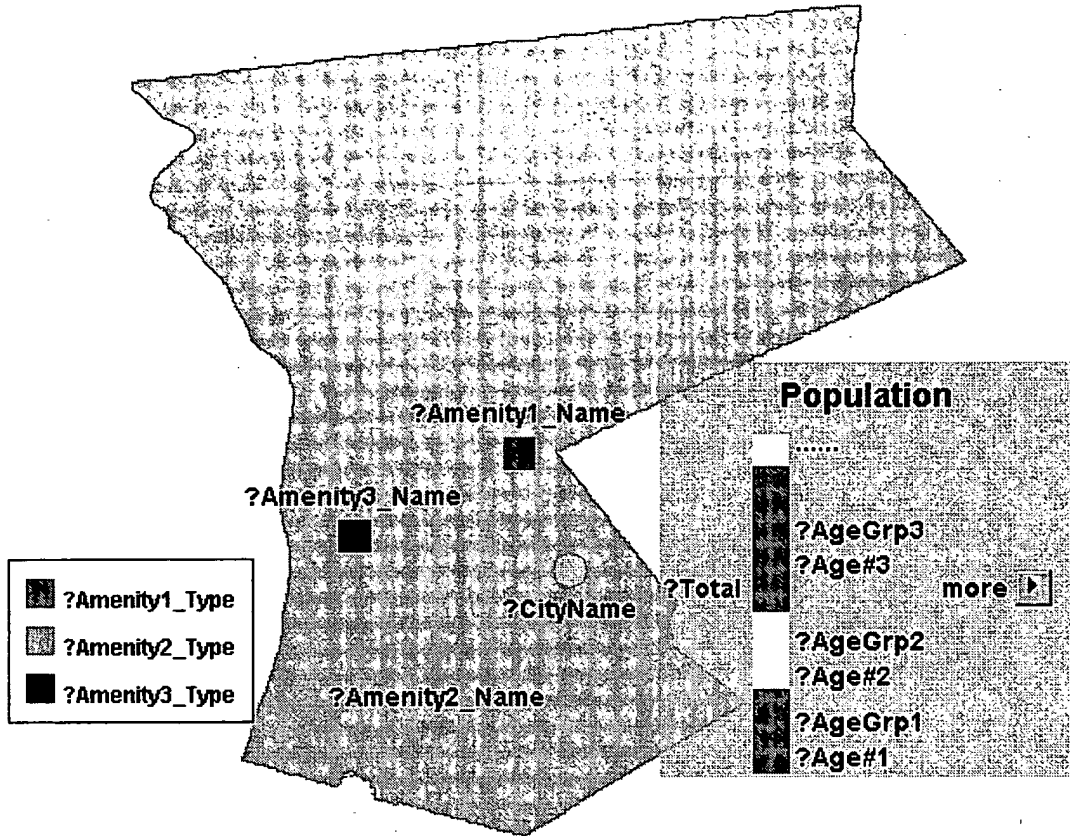 ?Amenity1_Name
?Amenity3_Name
?CityName
?Amenity2_Name
?Amenity1_Type
?Amenity2_Type
?Amenity3_Type
Population
......
?AgeGrp3
?Age#3
?Total
more
?AgeGrp2
?Age#2
?AgeGrp1
?Age#1